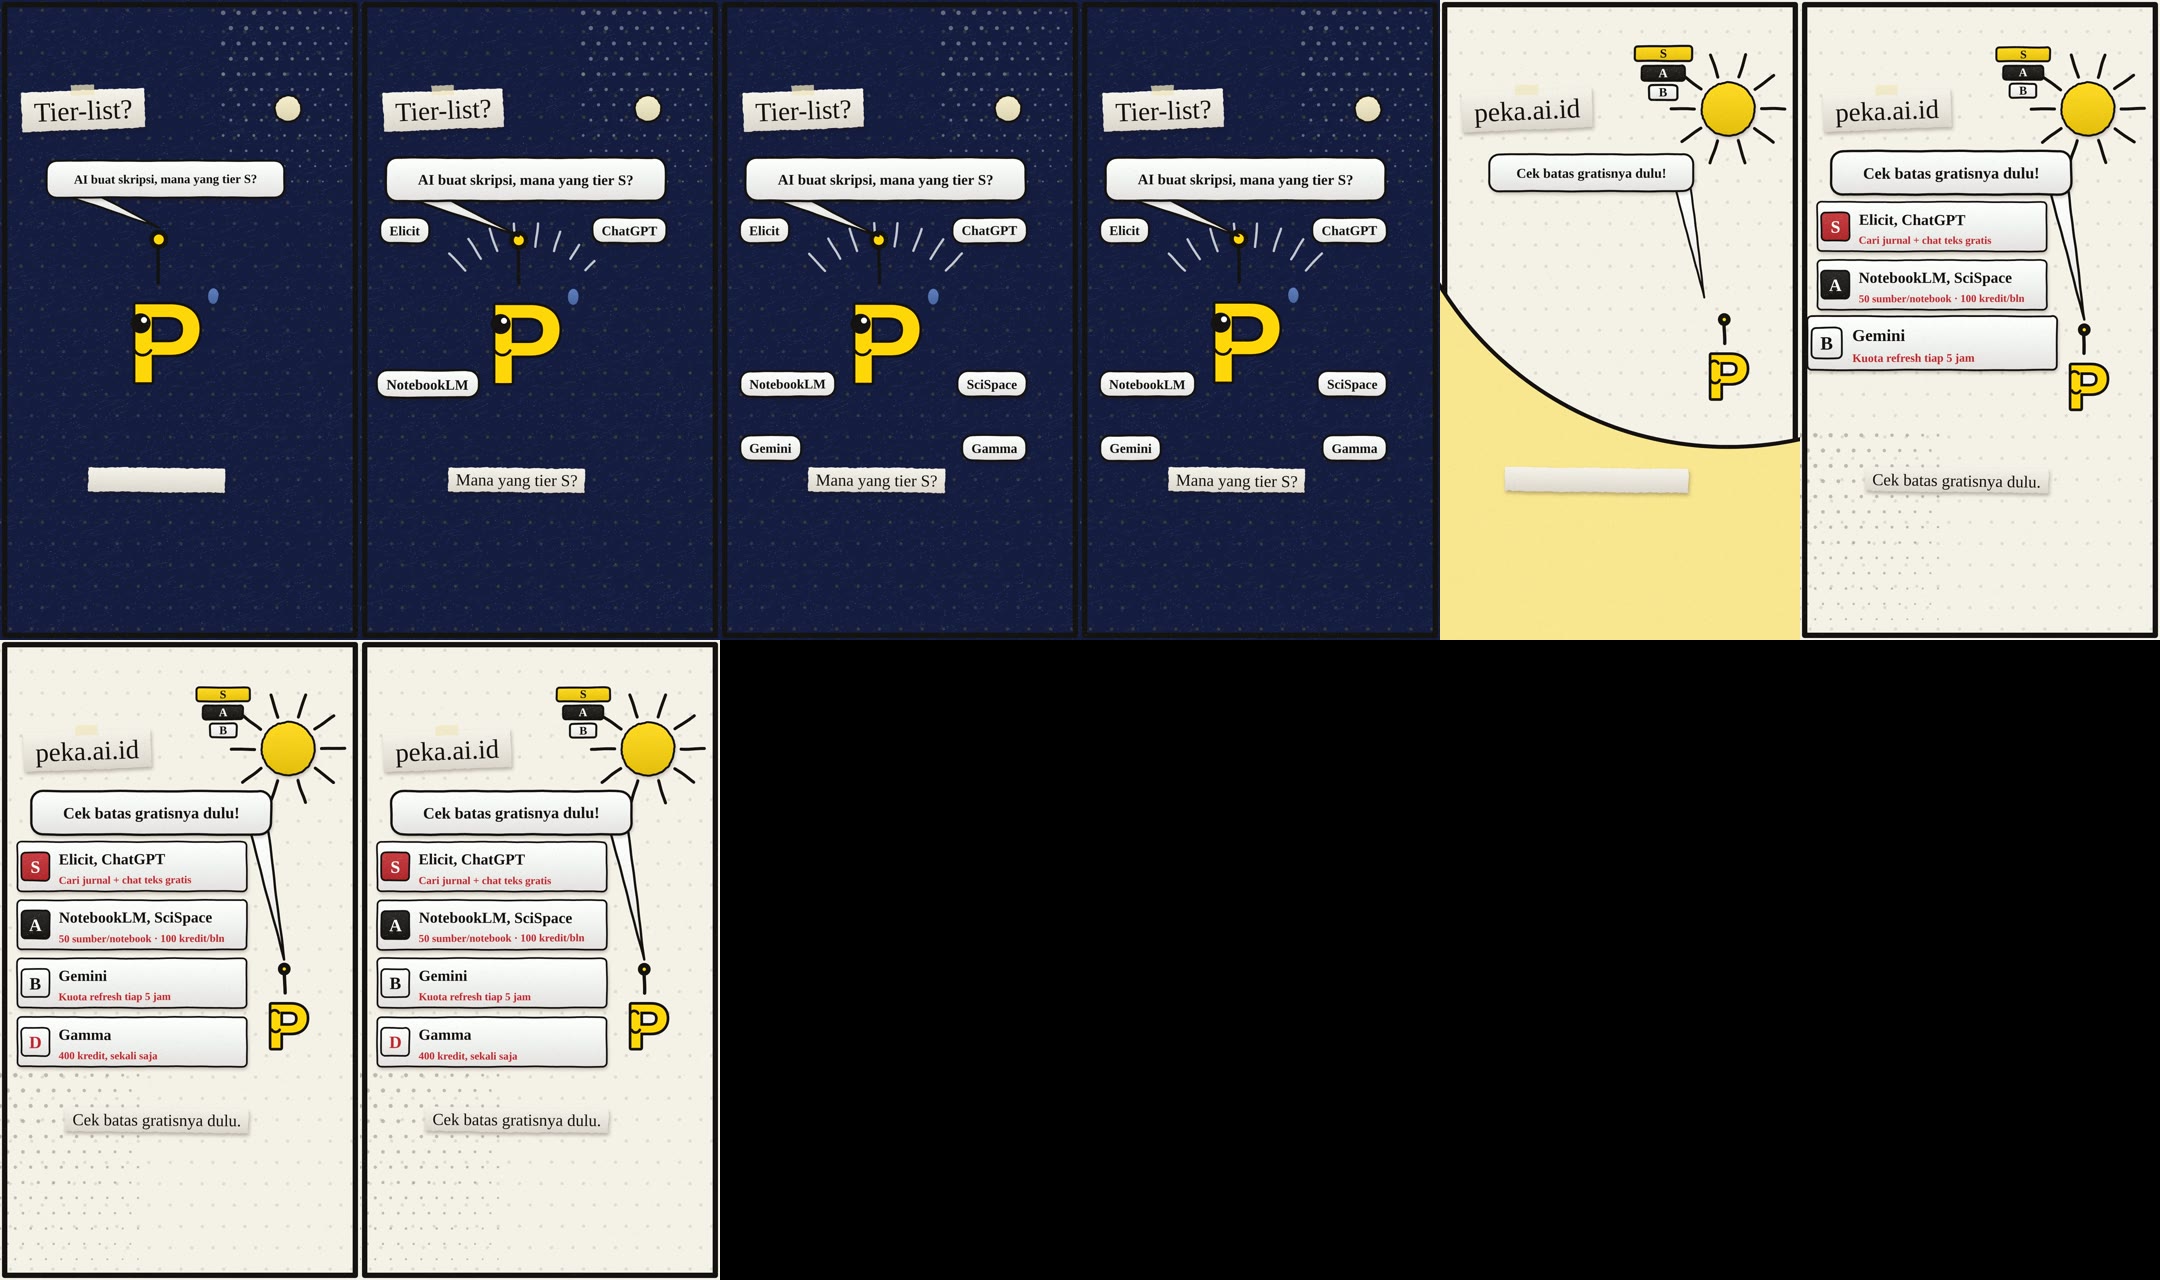 Tier-list?
AI buat skripsi, mana yang tier S?
P
Tier-list?
AI buat skripsi, mana yang tier S?
Elicit
ChatGPT
P
NotebookLM
Mana yang tier S?
Tier-list?
AI buat skripsi, mana yang tier S?
Elicit
ChatGPT
P
NotebookLM
SciSpace
Gemini
Gamma
Mana yang tier S?
Tier-list?
AI buat skripsi, mana yang tier S?
Elicit
ChatGPT
P
NotebookLM
SciSpace
Gemini
Gamma
Mana yang tier S?
S
A
B
peka.ai.id
Cek batas gratisnya dulu!
P
S
A
B
peka.ai.id
Cek batas gratisnya dulu!
S
Elicit, ChatGPT
Cari jurnal + chat teks gratis
A
NotebookLM, SciSpace
50 sumber/notebook · 100 kredit/bln
B
Gemini
Kuota refresh tiap 5 jam
P
Cek batas gratisnya dulu.
S
A
B
peka.ai.id
Cek batas gratisnya dulu!
S
Elicit, ChatGPT
Cari jurnal + chat teks gratis
A
NotebookLM, SciSpace
50 sumber/notebook · 100 kredit/bln
B
Gemini
Kuota refresh tiap 5 jam
D
Gamma
400 kredit, sekali saja
P
Cek batas gratisnya dulu.
S
A
B
peka.ai.id
Cek batas gratisnya dulu!
S
Elicit, ChatGPT
Cari jurnal + chat teks gratis
A
NotebookLM, SciSpace
50 sumber/notebook · 100 kredit/bln
B
Gemini
Kuota refresh tiap 5 jam
D
Gamma
400 kredit, sekali saja
P
Cek batas gratisnya dulu.